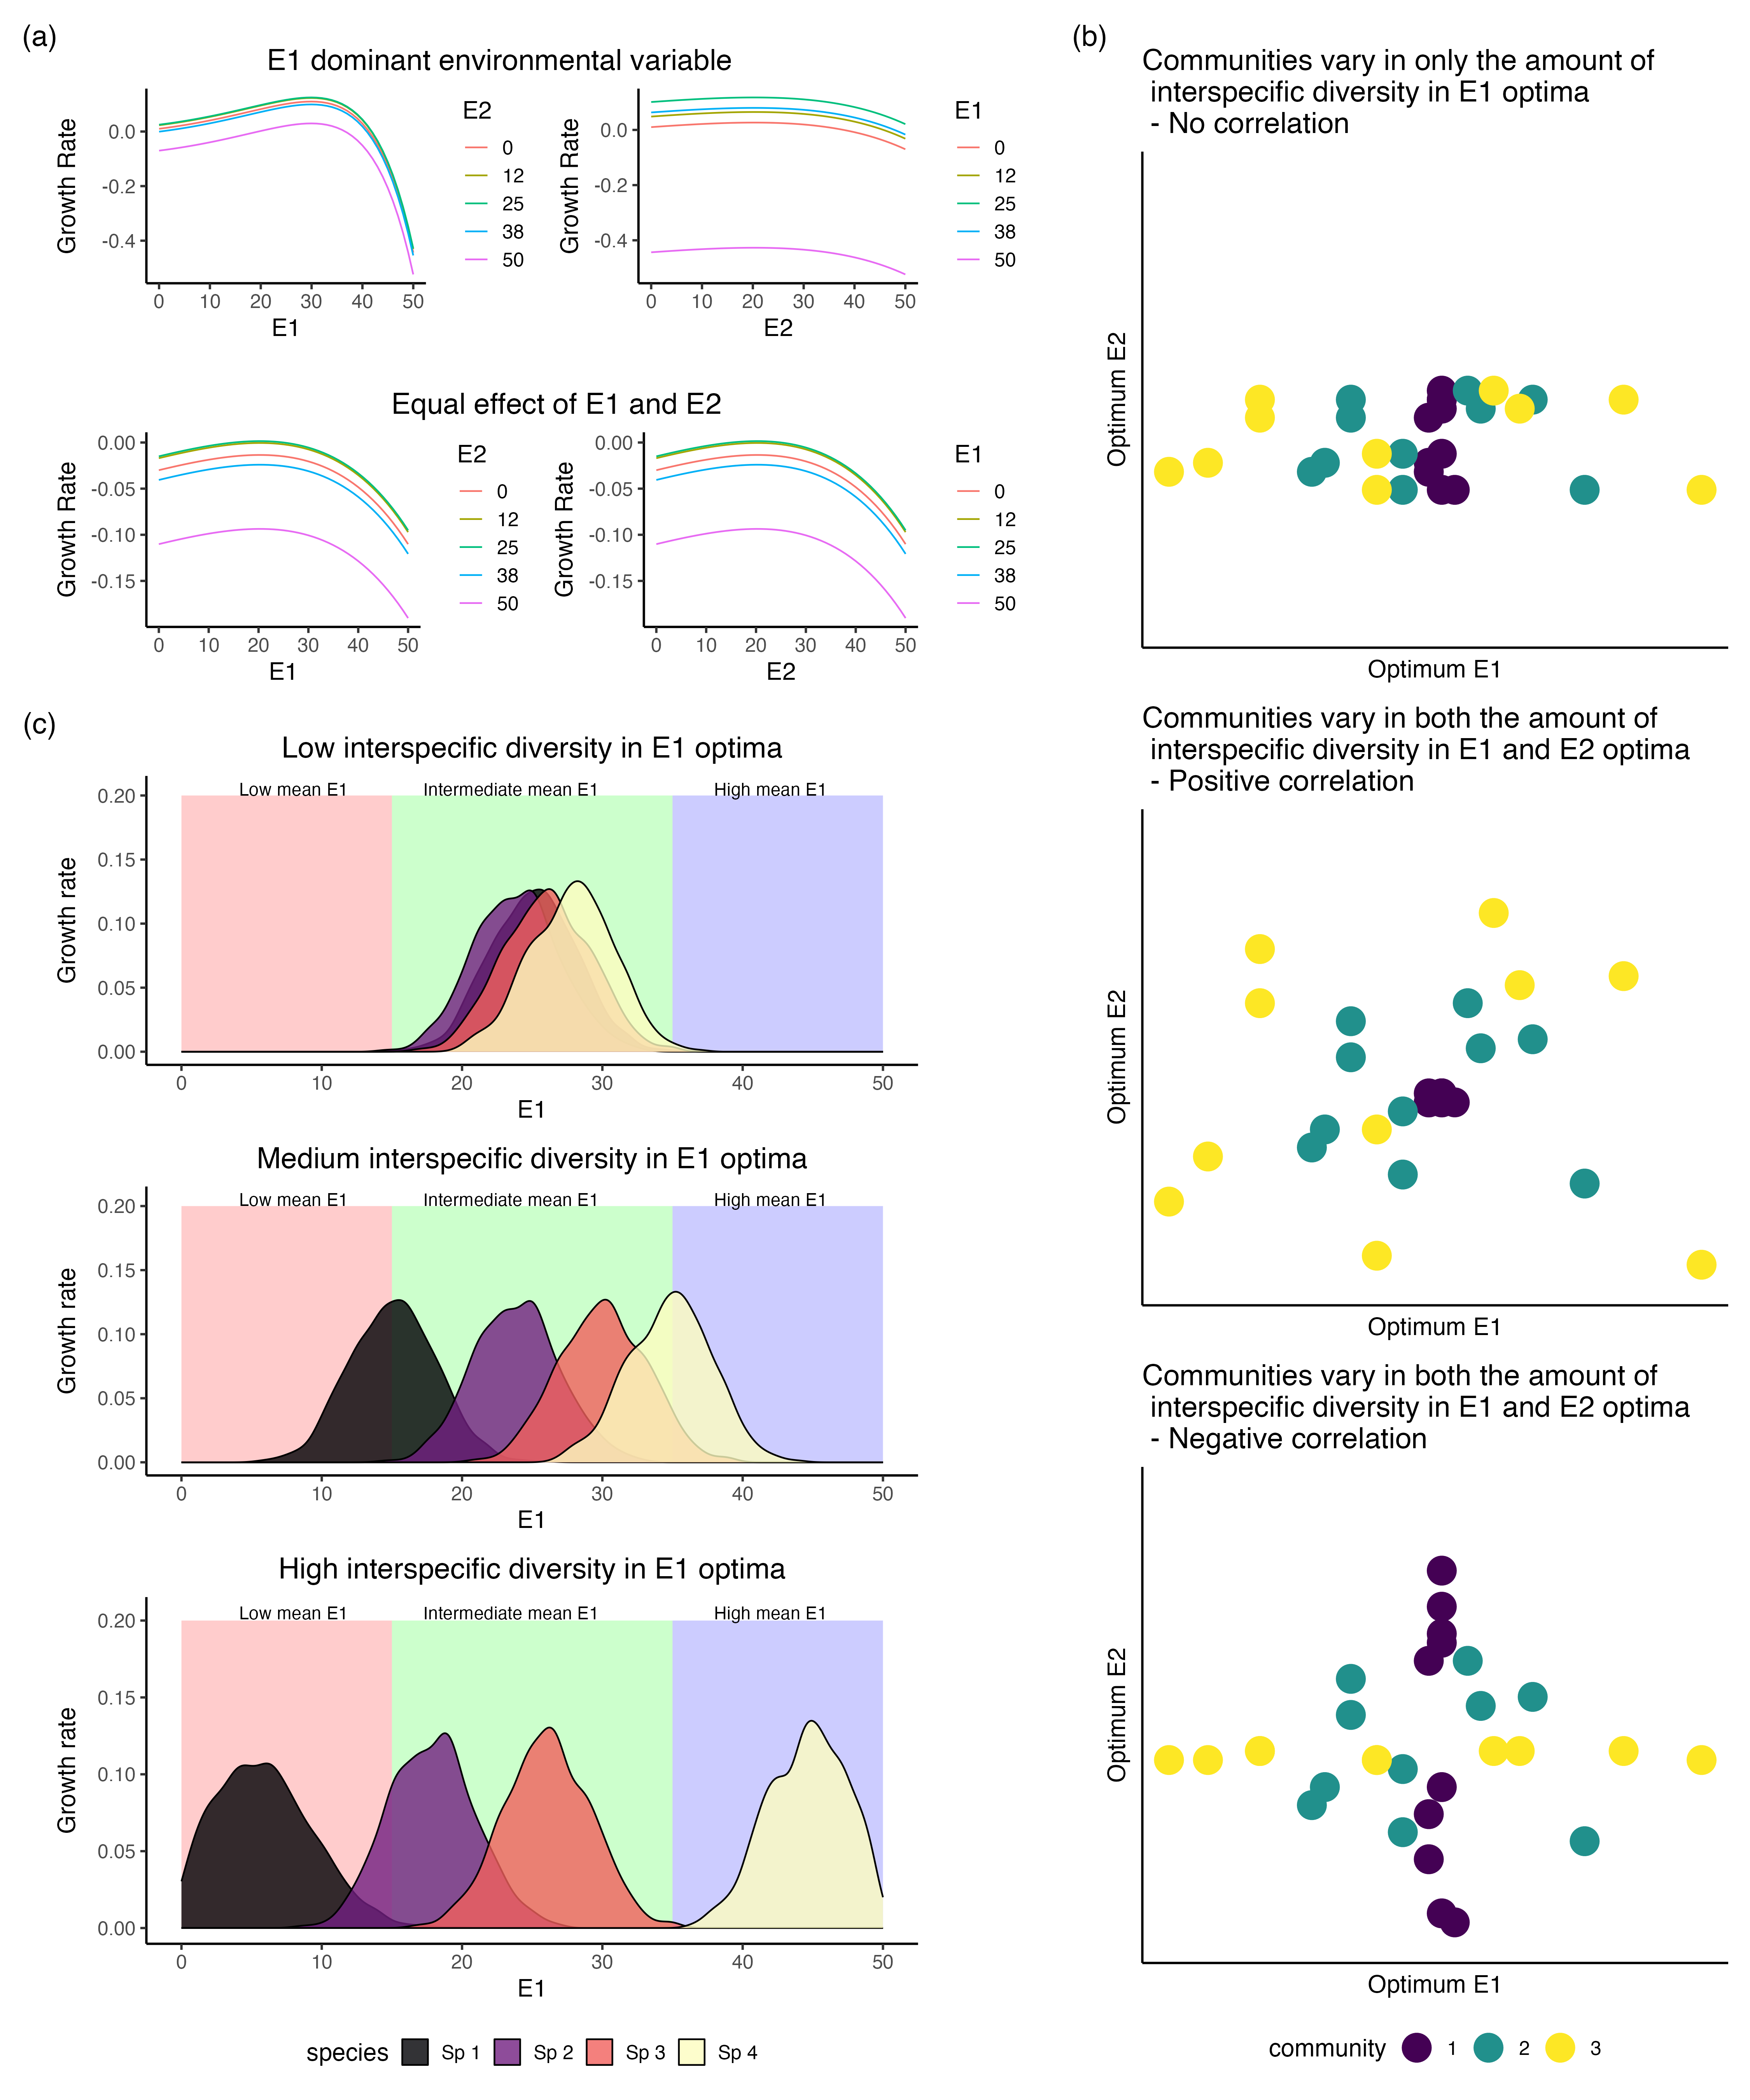 (a)
E1 dominant environmental variable
Growth Rate
0.0
-0.2
-0.4
0 10 20 30 40 50
E1
E2
0
12
25
38
50
Growth Rate
0.0
-0.2
-0.4
0 10 20 30 40 50
E2
E1
0
12
25
38
50
Equal effect of E1 and E2
Growth Rate
0.00
-0.05
-0.10
-0.15
0 10 20 30 40 50
E1
E2
0
12
25
38
50
Growth Rate
0.00
-0.05
-0.10
-0.15
0 10 20 30 40 50
E2
E1
0
12
25
38
50
(b)
Communities vary in only the amount of
interspecific diversity in E1 optima
- No correlation
Optimum E2
Optimum E1
Communities vary in both the amount of
interspecific diversity in E1 and E2 optima
- Positive correlation
Optimum E2
Optimum E1
Communities vary in both the amount of
interspecific diversity in E1 and E2 optima
- Negative correlation
Optimum E2
Optimum E1
community 1 2 3
(c)
Low interspecific diversity in E1 optima
Low mean E1 Intermediate mean E1 High mean E1
Growth rate
0.20
0.15
0.10
0.05
0.00
0 10 20 30 40 50
E1
Medium interspecific diversity in E1 optima
Low mean E1 Intermediate mean E1 High mean E1
Growth rate
0.20
0.15
0.10
0.05
0.00
0 10 20 30 40 50
E1
High interspecific diversity in E1 optima
Low mean E1 Intermediate mean E1 High mean E1
Growth rate
0.20
0.15
0.10
0.05
0.00
0 10 20 30 40 50
E1
species Sp 1 Sp 2 Sp 3 Sp 4